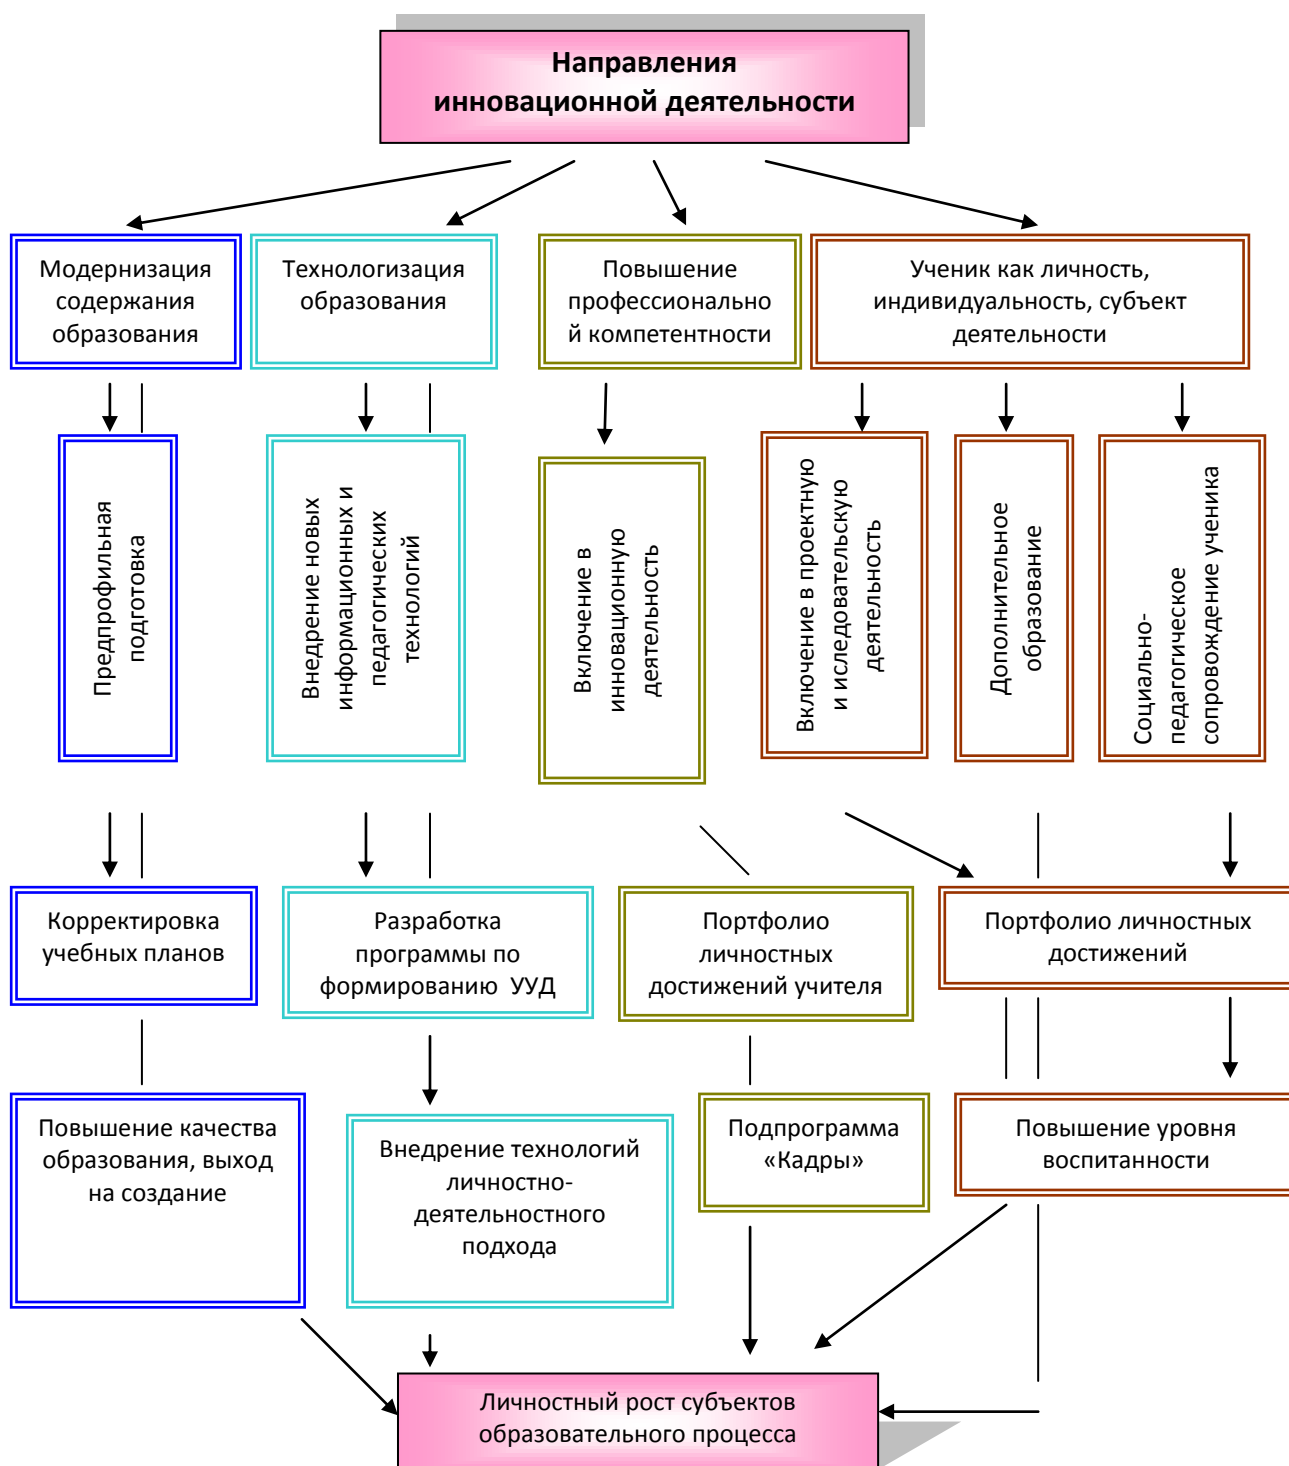 Направления
инновационной деятельности
Модернизация
содержания
образования
Технологизация
образования
Повышение
профессионально
й компетентности
Ученик как личность,
индивидуальность, субъект
деятельности
Предпрофильная
подготовка
Внедрение новых
информационных и
педагогических
технологий
Включение в
инновационную
деятельность
Включение в проектную
и иследовательскую
деятельность
Дополнительное
образование
Социально-
педагогическое
сопровождение ученика
Корректировка
учебных планов
Разработка
программы по
формированию УУД
Портфолио
личностных
достижений учителя
Портфолио личностных
достижений
Повышение качества
образования, выход
на создание
Внедрение технологий
личностно-
деятельностного
подхода
Подпрограмма
«Кадры»
Повышение уровня
воспитанности
Личностный рост субъектов
образовательного процесса